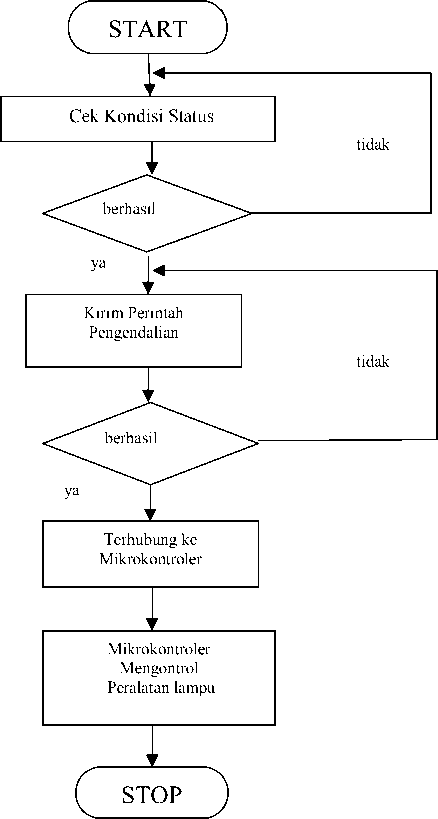 START
Cek Kondisi Status
tidak
berhasil
ya
Kirim Perintah
Pengendalian
tidak
berhasil
ya
Terhubung ke
Mikrokontroler
Mikrokontroler
Mengontrol
Peralatan lampu
STOP